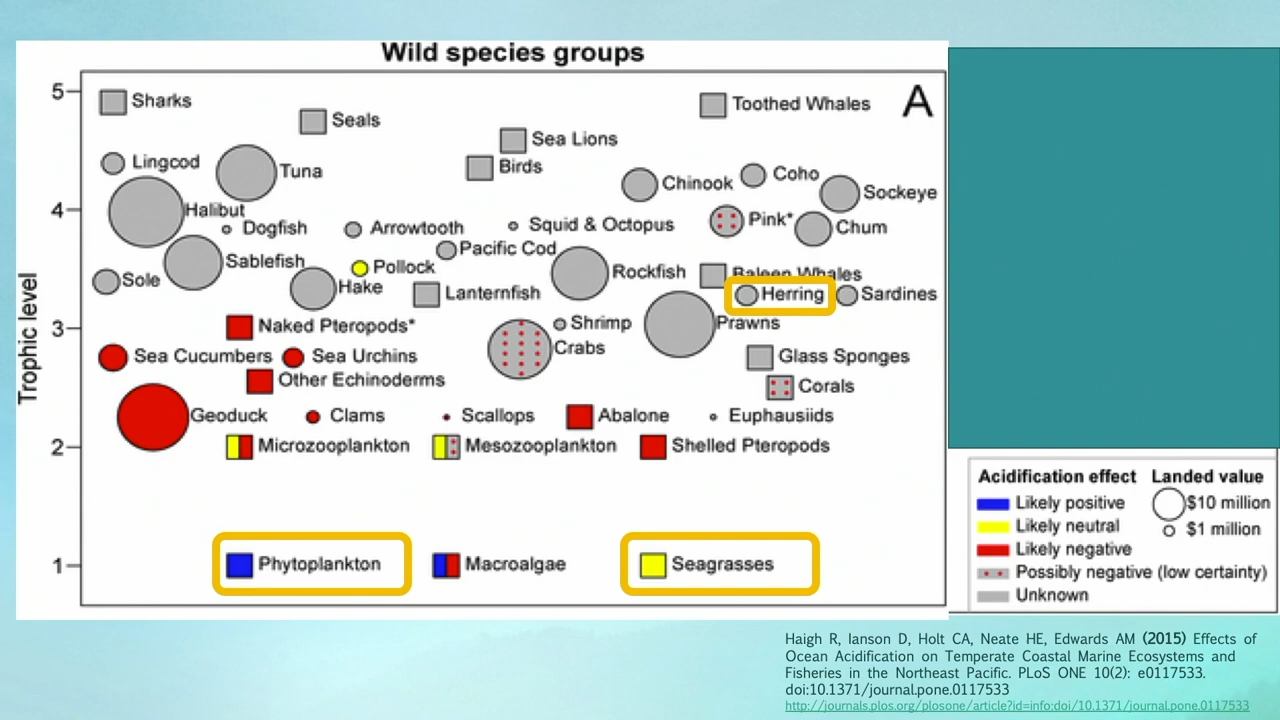 Wild species groups
A
5
Sharks
Toothed Whales
Seals
Sea Lions
Lingcod
Tuna
Birds
Chinook
Coho
Sockeye
4
Halibut
Dogfish
Arrowtooth
Squid & Octopus
Pink*
Chum
Pacific Cod
Sablefish
Pollock
Rockfish
Baleen Whales
Sole
Hake
Lanternfish
Herring
Sardines
Trophic level
3
Naked Pteropods*
Shrimp
Prawns
Sea Cucumbers
Sea Urchins
Crabs
Glass Sponges
Other Echinoderms
Corals
Geoduck
Clams
Scallops
Abalone
Euphausiids
2
Microzooplankton
Mesozooplankton
Shelled Pteropods
1
Phytoplankton
Macroalgae
Seagrasses
Acidification effect
Likely positive
Likely neutral
Likely negative
Possibly negative (low certainty)
Unknown
Landed value
$10 million
$1 million
Haigh R, Ianson D, Holt CA, Neate HE, Edwards AM (2015) Effects of
Ocean Acidification on Temperate Coastal Marine Ecosystems and
Fisheries in the Northeast Pacific. PLoS ONE 10(2): e0117533.
doi:10.1371/journal.pone.0117533
http://journals.plos.org/plosone/article?id=info:doi/10.1371/journal.pone.0117533